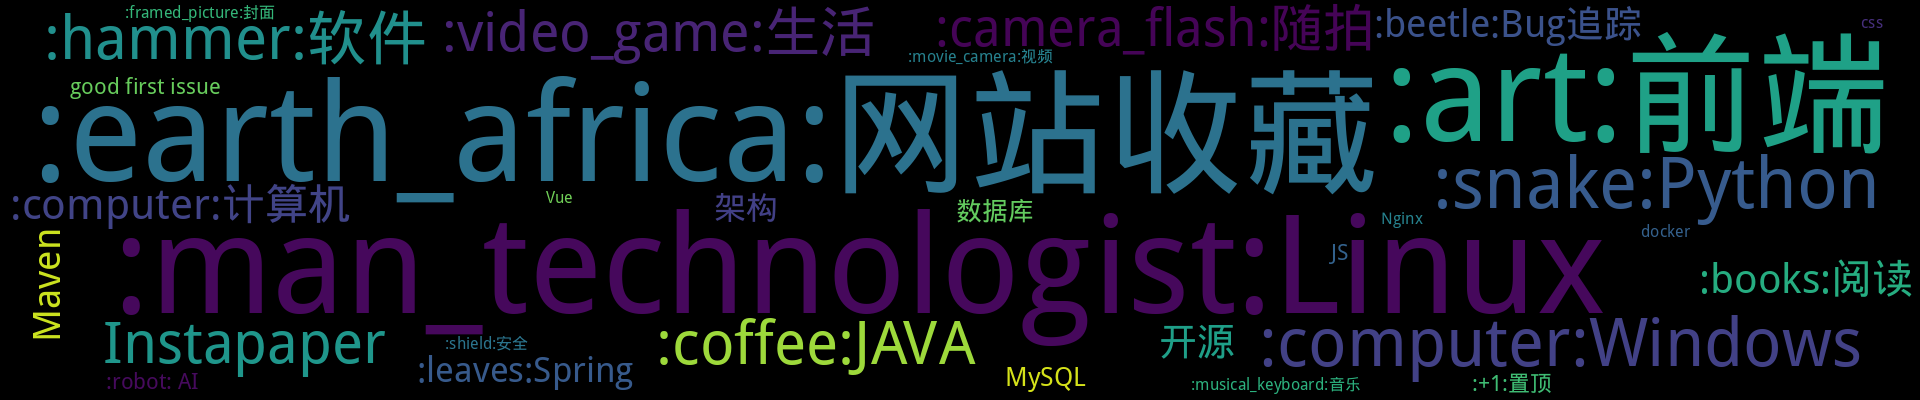 :framed_picture:封面
:hammer:软件
:video_game:生活
:camera_flash:随拍
:beetle:Bug追踪
css
:movie_camera:视频
good first issue
:earth_africa:网站收藏
:art:前端
:computer:计算机
Vue
架构
数据库
:snake:Python
Nginx
docker
Maven
:man_technologist:Linux
JS
:books:阅读
Instapaper
:shield:安全
:leaves:Spring
:robot: AI
:coffee:JAVA
MySQL
开源
:computer:Windows
:musical_keyboard:音乐
:+1:置顶